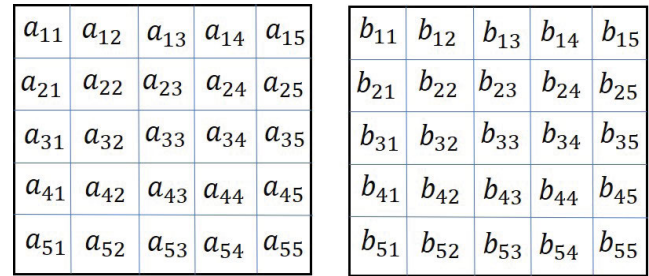 a₁₁ a₁₂ a₁₃ a₁₄ a₁₅ b₁₁ b₁₂ b₁₃ b₁₄ b₁₅
a₂₁ a₂₂ a₂₃ a₂₄ a₂₅ b₂₁ b₂₂ b₂₃ b₂₄ b₂₅
a₃₁ a₃₂ a₃₃ a₃₄ a₃₅ b₃₁ b₃₂ b₃₃ b₃₄ b₃₅
a₄₁ a₄₂ a₄₃ a₄₄ a₄₅ b₄₁ b₄₂ b₄₃ b₄₄ b₄₅
a₅₁ a₅₂ a₅₃ a₅₄ a₅₅ b₅₁ b₅₂ b₅₃ b₅₄ b₅₅